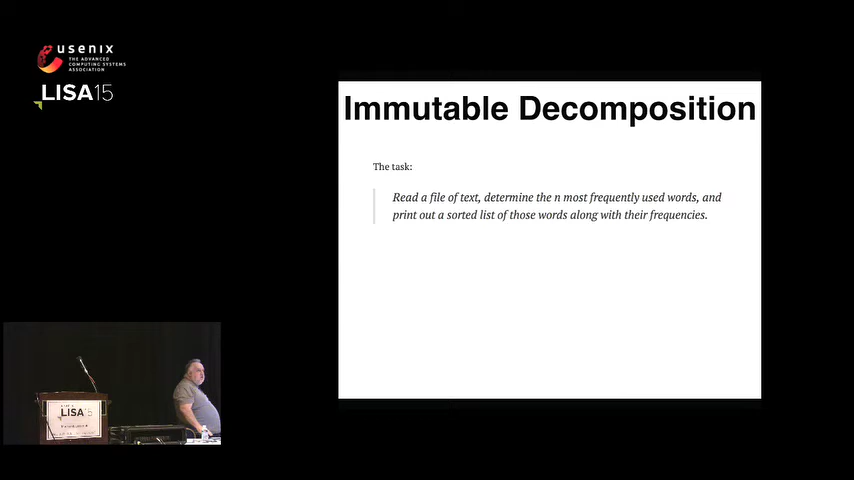 usenix
THE ADVANCED
COMPUTING SYSTEMS
ASSOCIATION
LISA15
Immutable Decomposition
The task:
Read a file of text, determine the n most frequently used words, and
print out a sorted list of those words along with their frequencies.
LISA15